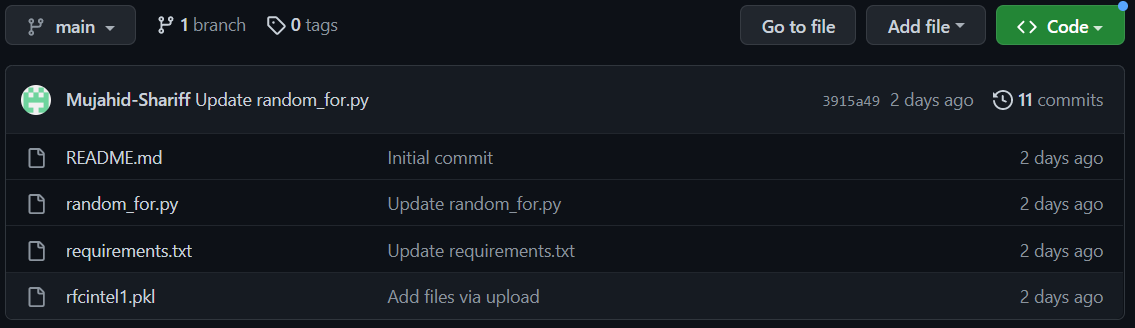 main 1 branch 0 tags Go to file Add file <> Code
Mujahid-Shariff Update random_for.py 3915a49 2 days ago 11 commits
README.md Initial commit 2 days ago
random_for.py Update random_for.py 2 days ago
requirements.txt Update requirements.txt 2 days ago
rfcintel1.pkl Add files via upload 2 days ago